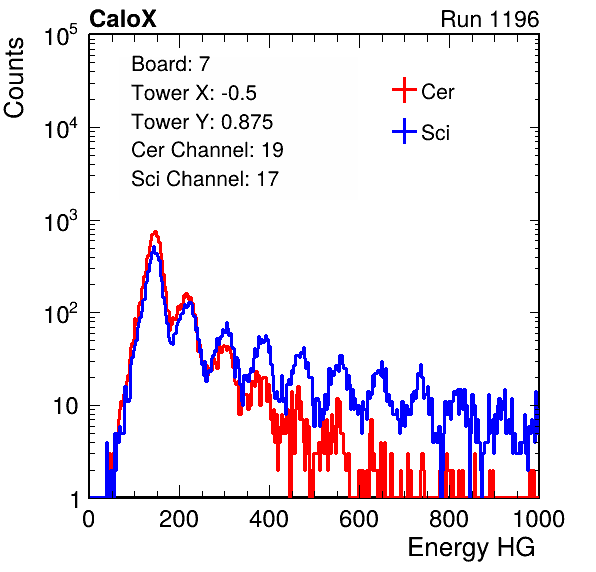 CaloX Run 1196
Counts
10^5
10^4
10^3
10^2
10
1
Board: 7
Tower X: -0.5
Tower Y: 0.875
Cer Channel: 19
Sci Channel: 17
Cer
Sci
0 200 400 600 800 1000
Energy HG